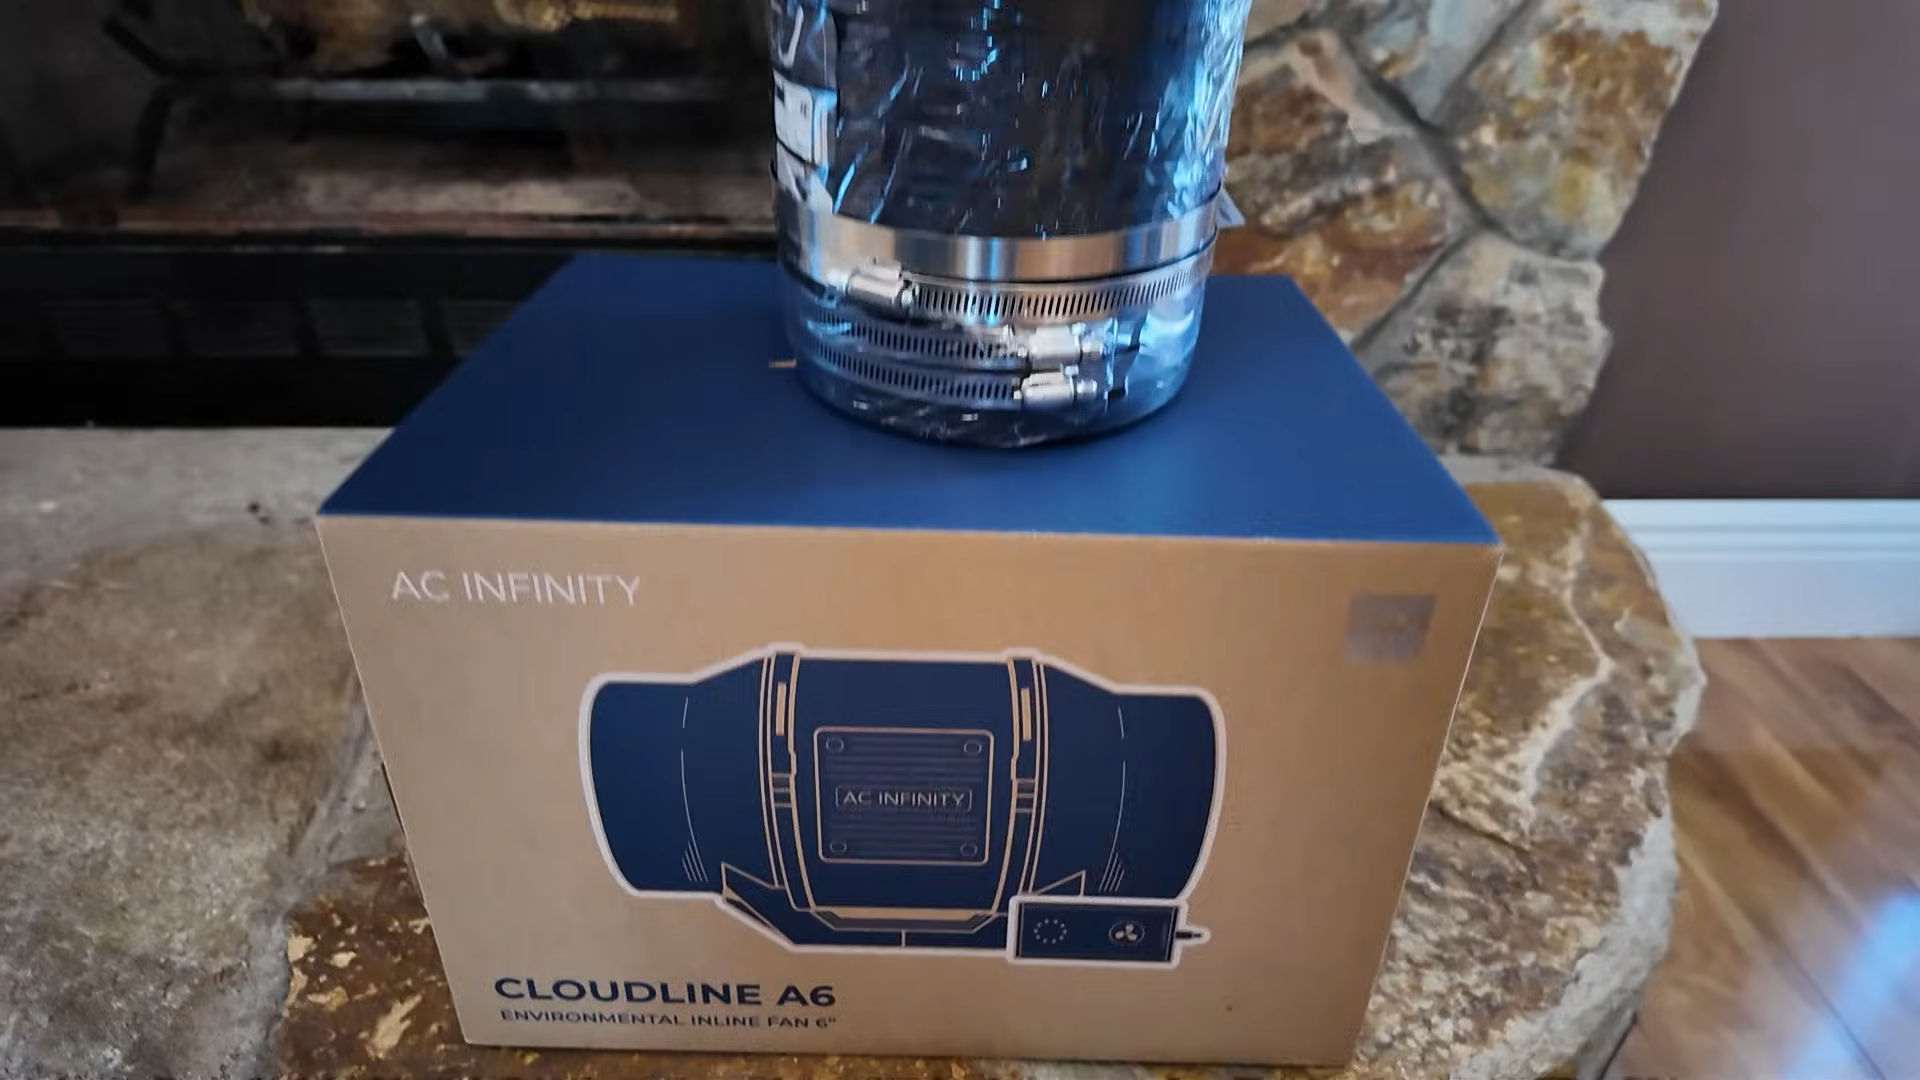 AC INFINITY
AC INFINITY
CLOUDLINE A6
ENVIRONMENTAL INLINE FAN 6"